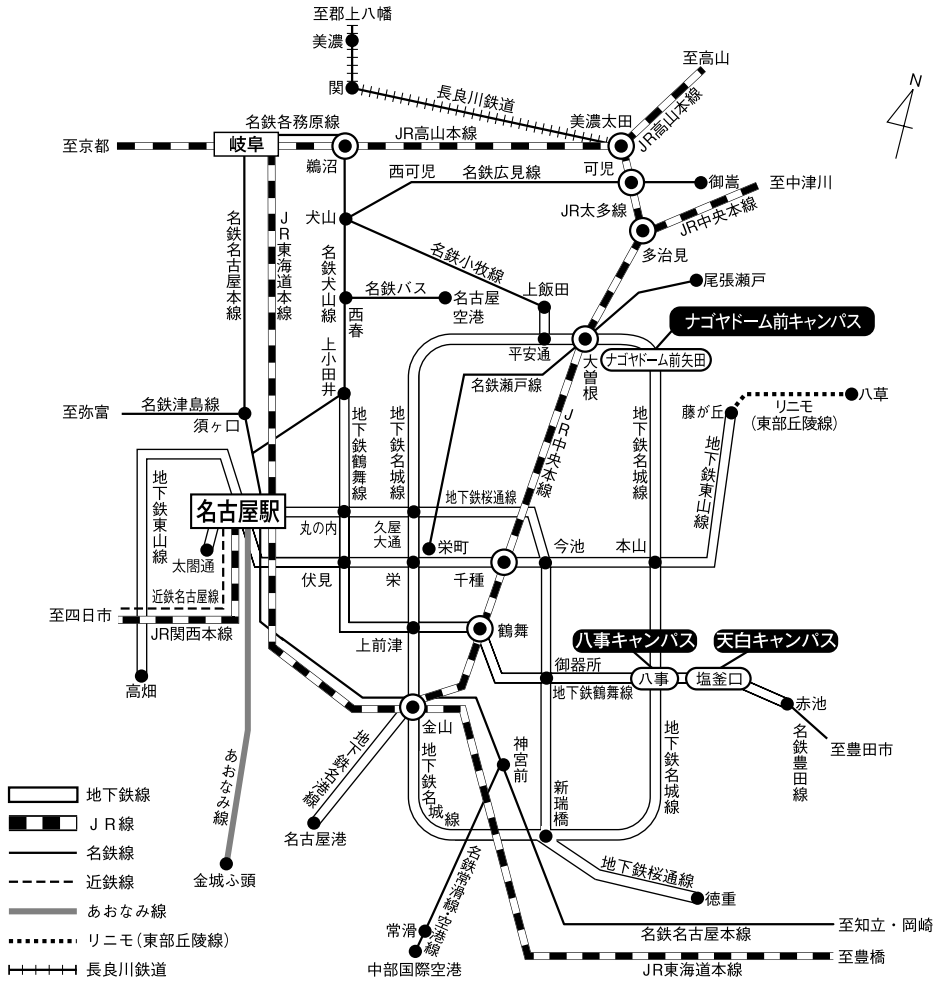 至郡上八幡
美濃
関
長良川鉄道
至高山
美濃太田
JR高山本線
名鉄各務原線
JR高山本線
至京都
岐阜
鵜沼
可児
西可児
名鉄広見線
御嵩
至中津川
JR太多線
JR中央本線
多治見
犬山
名鉄名古屋本線
JR東海道本線
名鉄犬山線
名鉄小牧線
尾張瀬戸
上飯田
名鉄バス
名古屋
空港
西春
ナゴヤドーム前キャンパス
平安通
大曽根
ナゴヤドーム前矢田
上小田井
名鉄瀬戸線
至弥富
名鉄津島線
須ヶ口
地下鉄鶴舞線
地下鉄名城線
JR中央本線
地下鉄名城線
藤が丘
リニモ
(東部丘陵線)
八草
地下鉄東山線
地下鉄東山線
地下鉄桜通線
名古屋駅
丸の内
久屋
大通
栄町
今池
本山
太閤通
伏見
栄
千種
近鉄名古屋線
至四日市
JR関西本線
上前津
鶴舞
八事キャンパス
天白キャンパス
御器所
地下鉄鶴舞線
八事
塩釜口
赤池
高畑
名鉄豊田線
至豊田市
金山
地下鉄名港線
地下鉄名城線
神宮前
地下鉄名城線
あおなみ線
新瑞橋
名古屋港
金城ふ頭
名鉄常滑線・空港線
地下鉄桜通線
徳重
常滑
中部国際空港
名鉄名古屋本線
至知立・岡崎
JR東海道本線
至豊橋
N
地下鉄線
JR線
名鉄線
近鉄線
あおなみ線
リニモ(東部丘陵線)
長良川鉄道